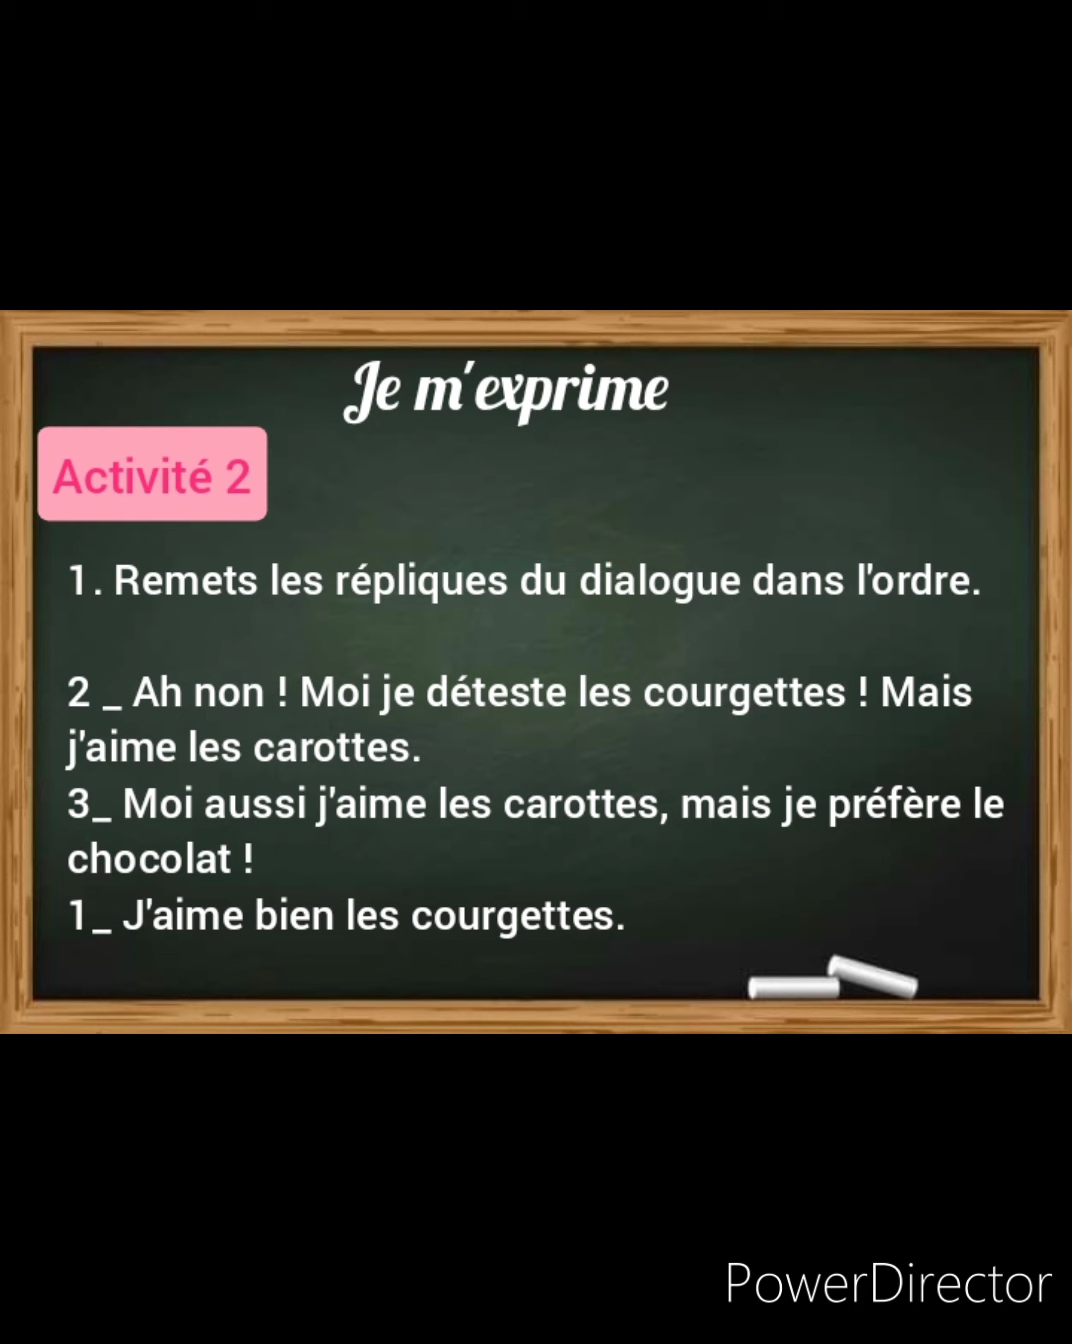 Je m'exprime
Activité 2
1. Remets les répliques du dialogue dans l'ordre.
2 _ Ah non ! Moi je déteste les courgettes ! Mais
j'aime les carottes.
3_ Moi aussi j'aime les carottes, mais je préfère le
chocolat !
1_ J'aime bien les courgettes.
PowerDirector